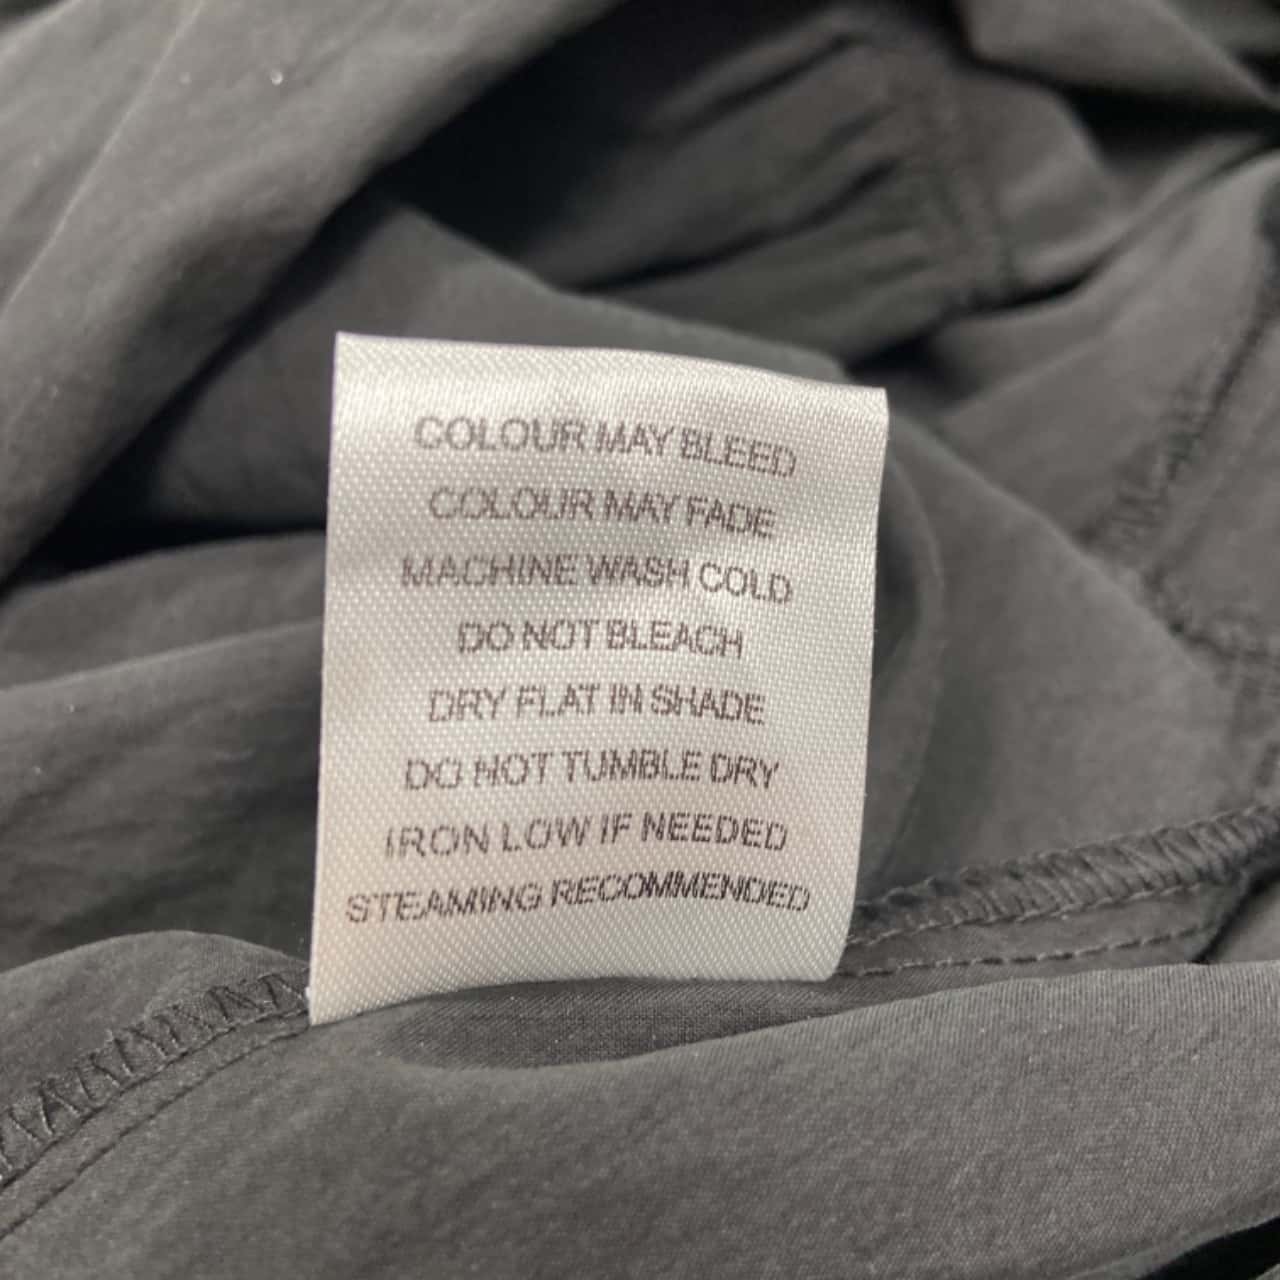 COLOUR MAY BLEED
COLOUR MAY FADE
MACHINE WASH COLD
DO NOT BLEACH
DRY FLAT IN SHADE
DO NOT TUMBLE DRY
IRON LOW IF NEEDED
STEAMING RECOMMENDED